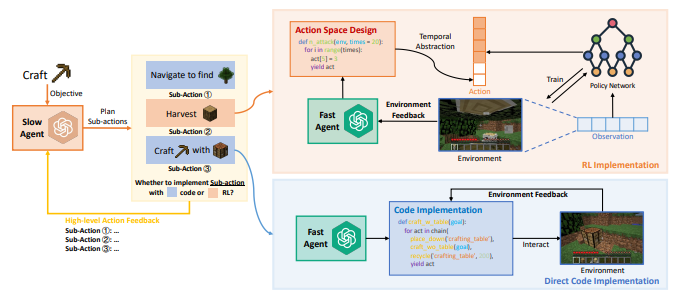 Craft
Objective
Slow
Agent
Plan
Sub-actions
Navigate to find
Sub-Action ①
Harvest
Sub-Action ②
Craft with
Sub-Action ③
Whether to implement Sub-action
with code or RL?
High-level Action Feedback
Sub-Action ①: ...
Sub-Action ②: ...
Sub-Action ③: ...
Action Space Design
def n_attack(env, times = 20):
for i in range(times):
act[5] = 3
yield act
Temporal
Abstraction
Action
Train
Policy Network
Fast
Agent
Environment
Feedback
Environment
Observation
RL Implementation
Fast
Agent
Code Implementation
def craft_w_table(goal):
for act in chain(
place_down('crafting_table'),
craft_wo_table(goal),
recycle('crafting_table', 200),
yield act
Environment Feedback
Interact
Environment
Direct Code Implementation